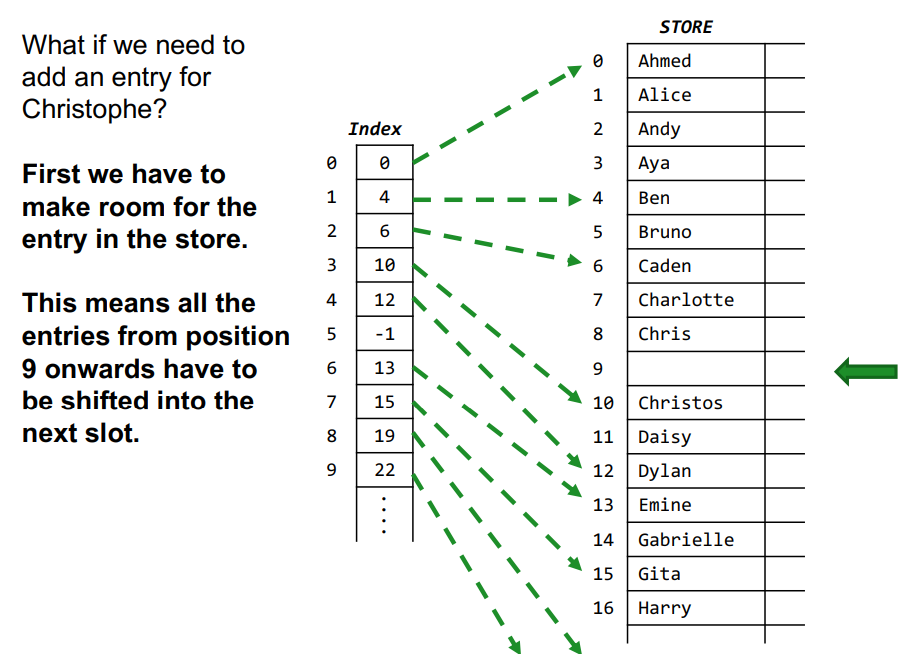 What if we need to
add an entry for
Christophe?
First we have to
make room for the
entry in the store.
This means all the
entries from position
9 onwards have to
be shifted into the
next slot.
Index
0 0
1 4
2 6
3 10
4 12
5 -1
6 13
7 15
8 19
9 22
STORE
0 Ahmed
1 Alice
2 Andy
3 Aya
4 Ben
5 Bruno
6 Caden
7 Charlotte
8 Chris
9
10 Christos
11 Daisy
12 Dylan
13 Emine
14 Gabrielle
15 Gita
16 Harry